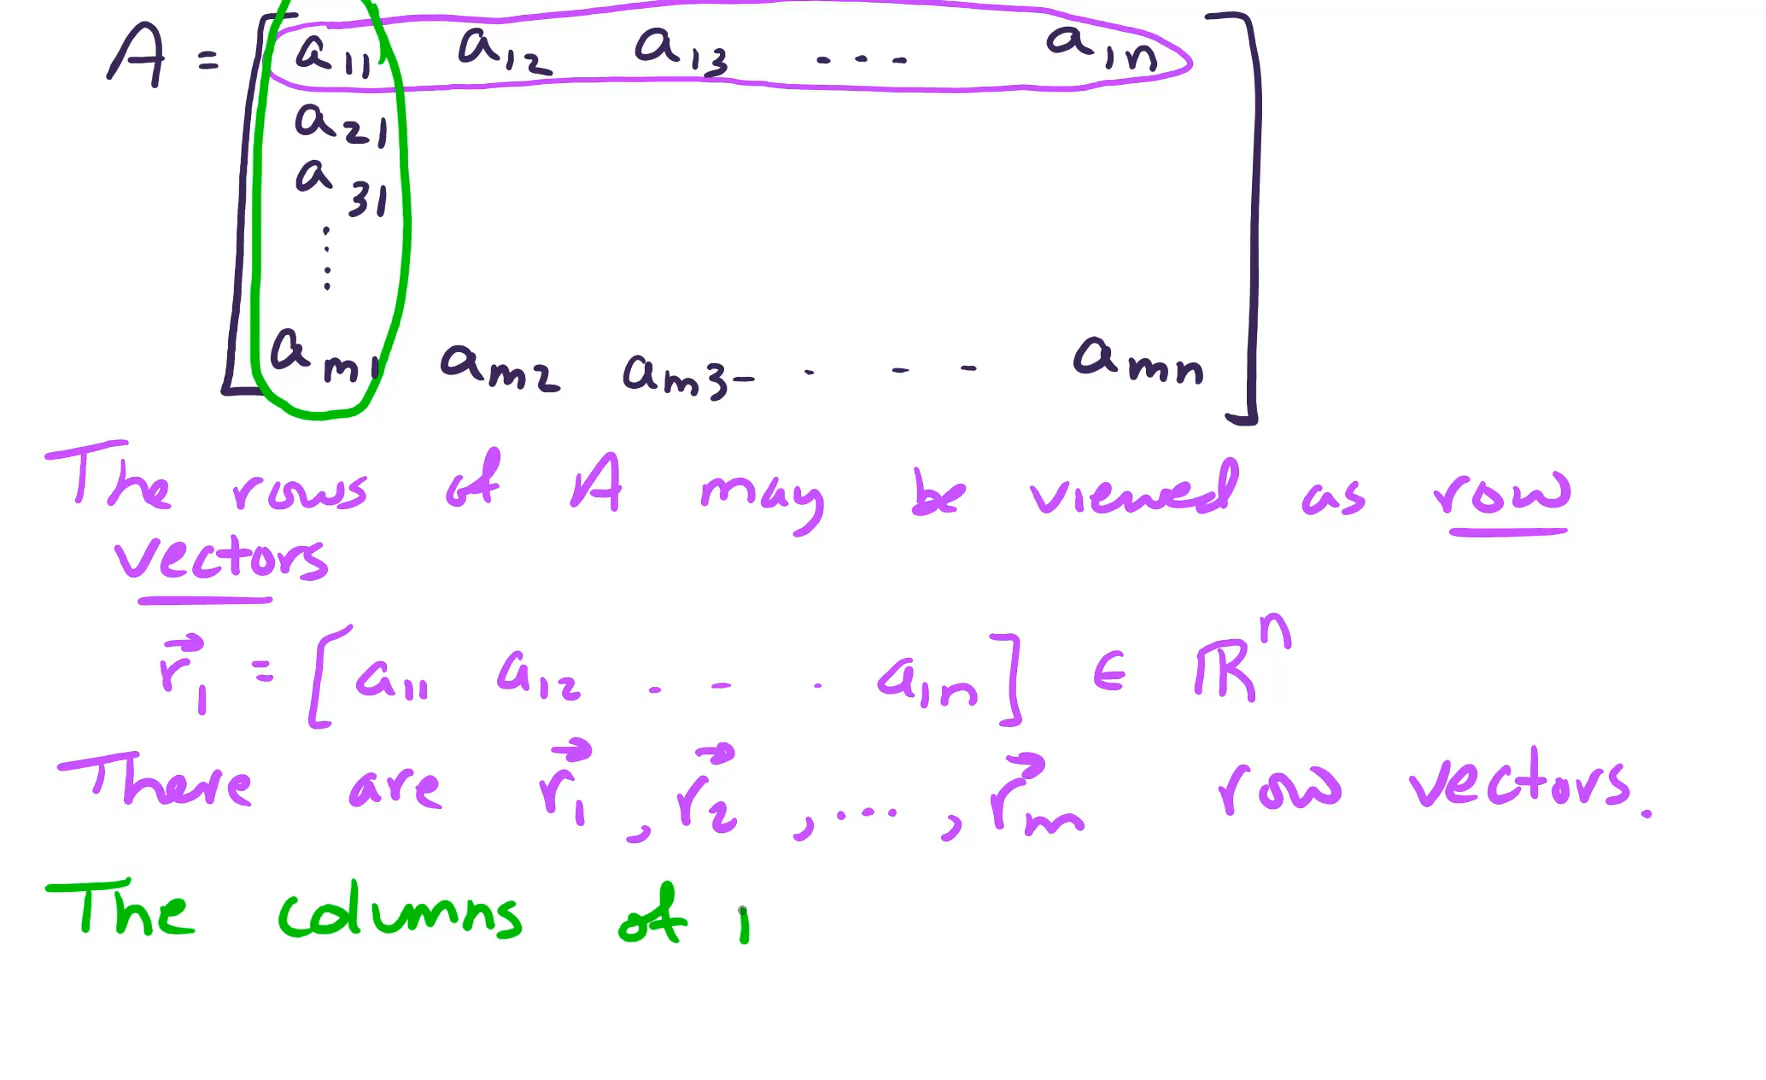 A = [ a₁₁ a₁₂ a₁₃ ... a₁ₙ ]
a₂₁
a₃₁
⋮
aₘ₁ aₘ₂ aₘ₃ - . - - aₘₙ
The rows of A may be viewed as row
vectors
r⃗₁ = [ a₁₁ a₁₂ . - . a₁ₙ ] ∈ ℝⁿ
There are r⃗₁, r⃗₂, ..., r⃗ₘ row vectors.
The columns of